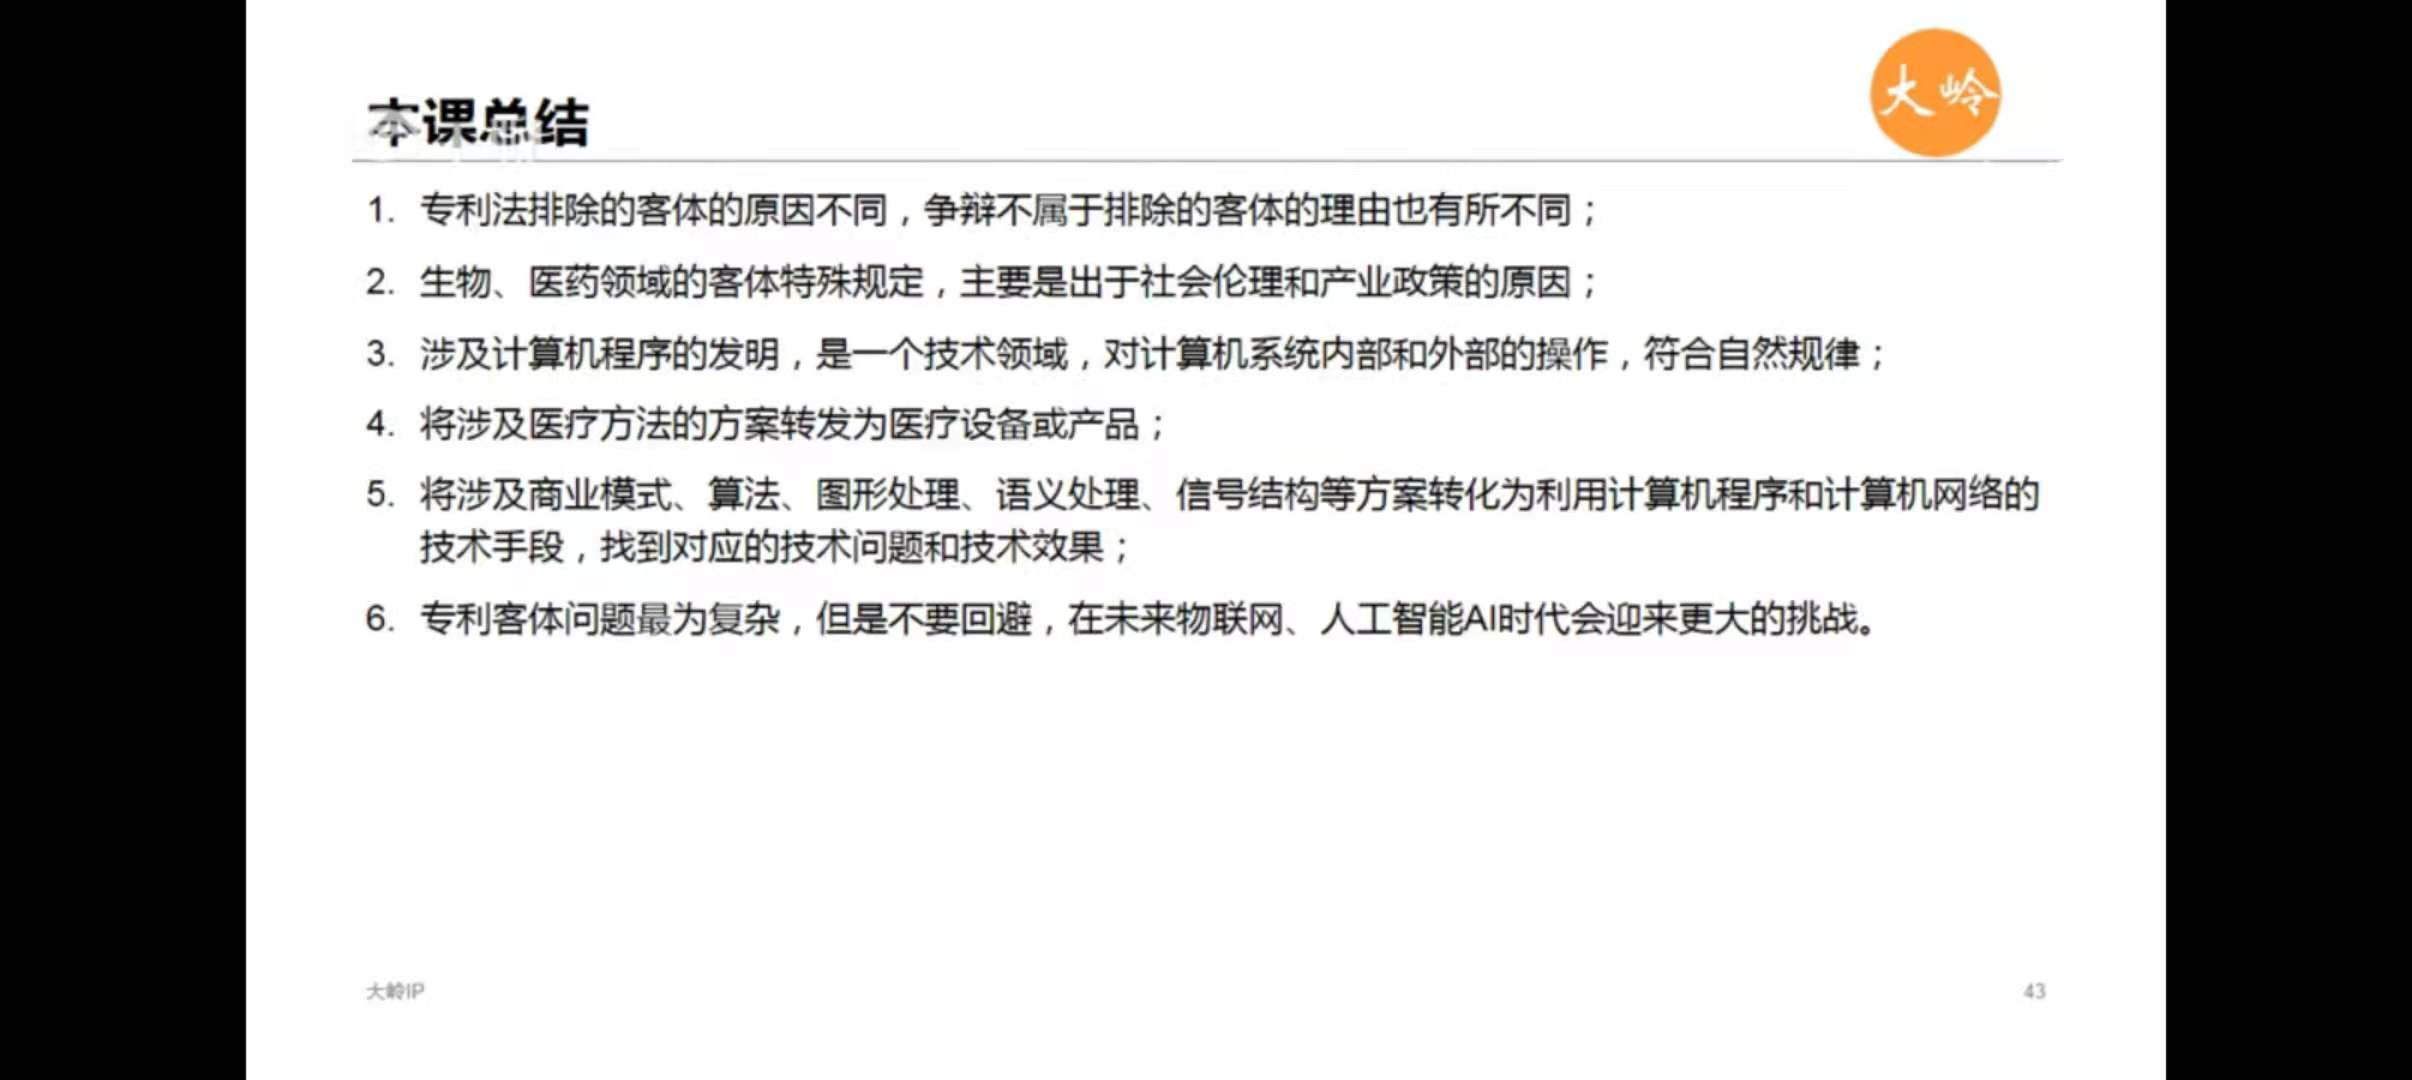 大岭
本课总结
1. 专利法排除的客体的原因不同，争辩不属于排除的客体的理由也有所不同；
2. 生物、医药领域的客体特殊规定，主要是出于社会伦理和产业政策的原因；
3. 涉及计算机程序的发明，是一个技术领域，对计算机系统内部和外部的操作，符合自然规律；
4. 将涉及医疗方法的方案转发为医疗设备或产品；
5. 将涉及商业模式、算法、图形处理、语义处理、信号结构等方案转化为利用计算机程序和计算机网络的
技术手段，找到对应的技术问题和技术效果；
6. 专利客体问题最为复杂，但是不要回避，在未来物联网、人工智能AI时代会迎来更大的挑战。
大岭IP
43